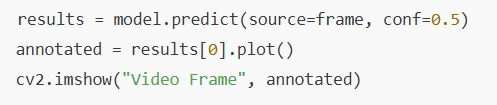 results = model.predict(source=frame, conf=0.5)
annotated = results[0].plot()
cv2.imshow("Video Frame", annotated)